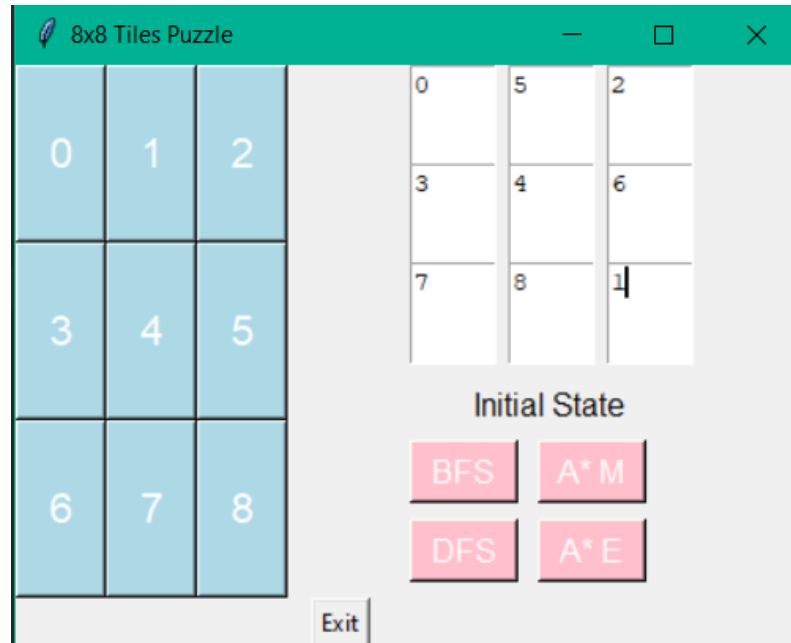 8x8 Tiles Puzzle
0 1 2
3 4 5
6 7 8
0 5 2
3 4 6
7 8 1
Initial State
BFS A* M
DFS A* E
Exit